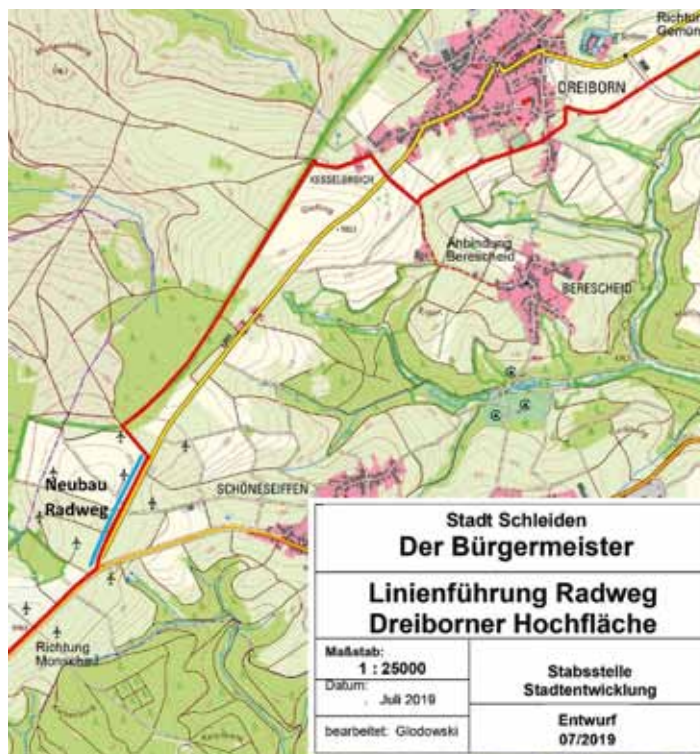 Richtung
Gemünd
DREIBORN
KESSELBROICH
Anbindung
Berescheid
BERESCHEID
Neubau
Radweg
SCHÖNESEIFFEN
Richtung
Monschau
Stadt Schleiden
Der Bürgermeister
Linienführung Radweg
Dreiborner Hochfläche
Maßstab:
1 : 25000
Datum:
. Juli 2019
bearbeitet: Glodowski
Stabsstelle
Stadtentwicklung
Entwurf
07/2019